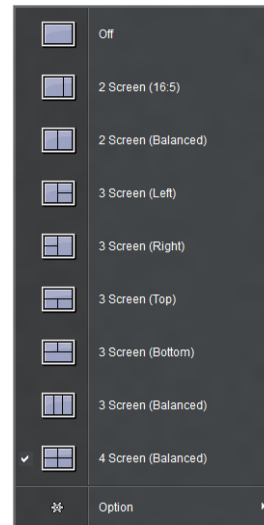 Off
2 Screen (16:5)
2 Screen (Balanced)
3 Screen (Left)
3 Screen (Right)
3 Screen (Top)
3 Screen (Bottom)
3 Screen (Balanced)
4 Screen (Balanced)
Option